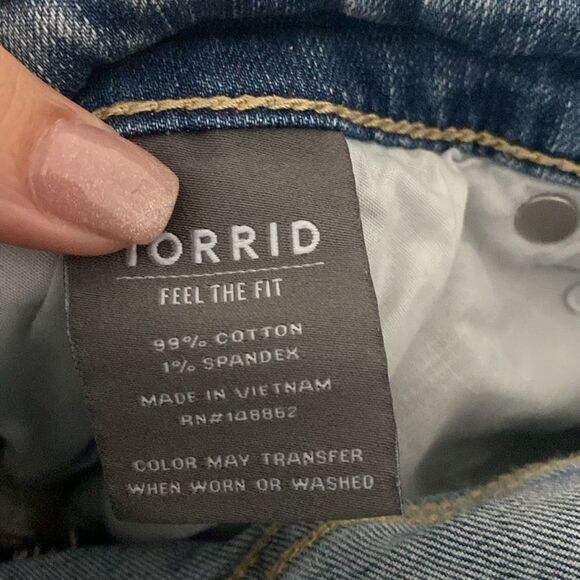 TORRID
FEEL THE FIT
99% COTTON
1% SPANDEX
MADE IN VIETNAM
RN#148862
COLOR MAY TRANSFER
WHEN WORN OR WASHED